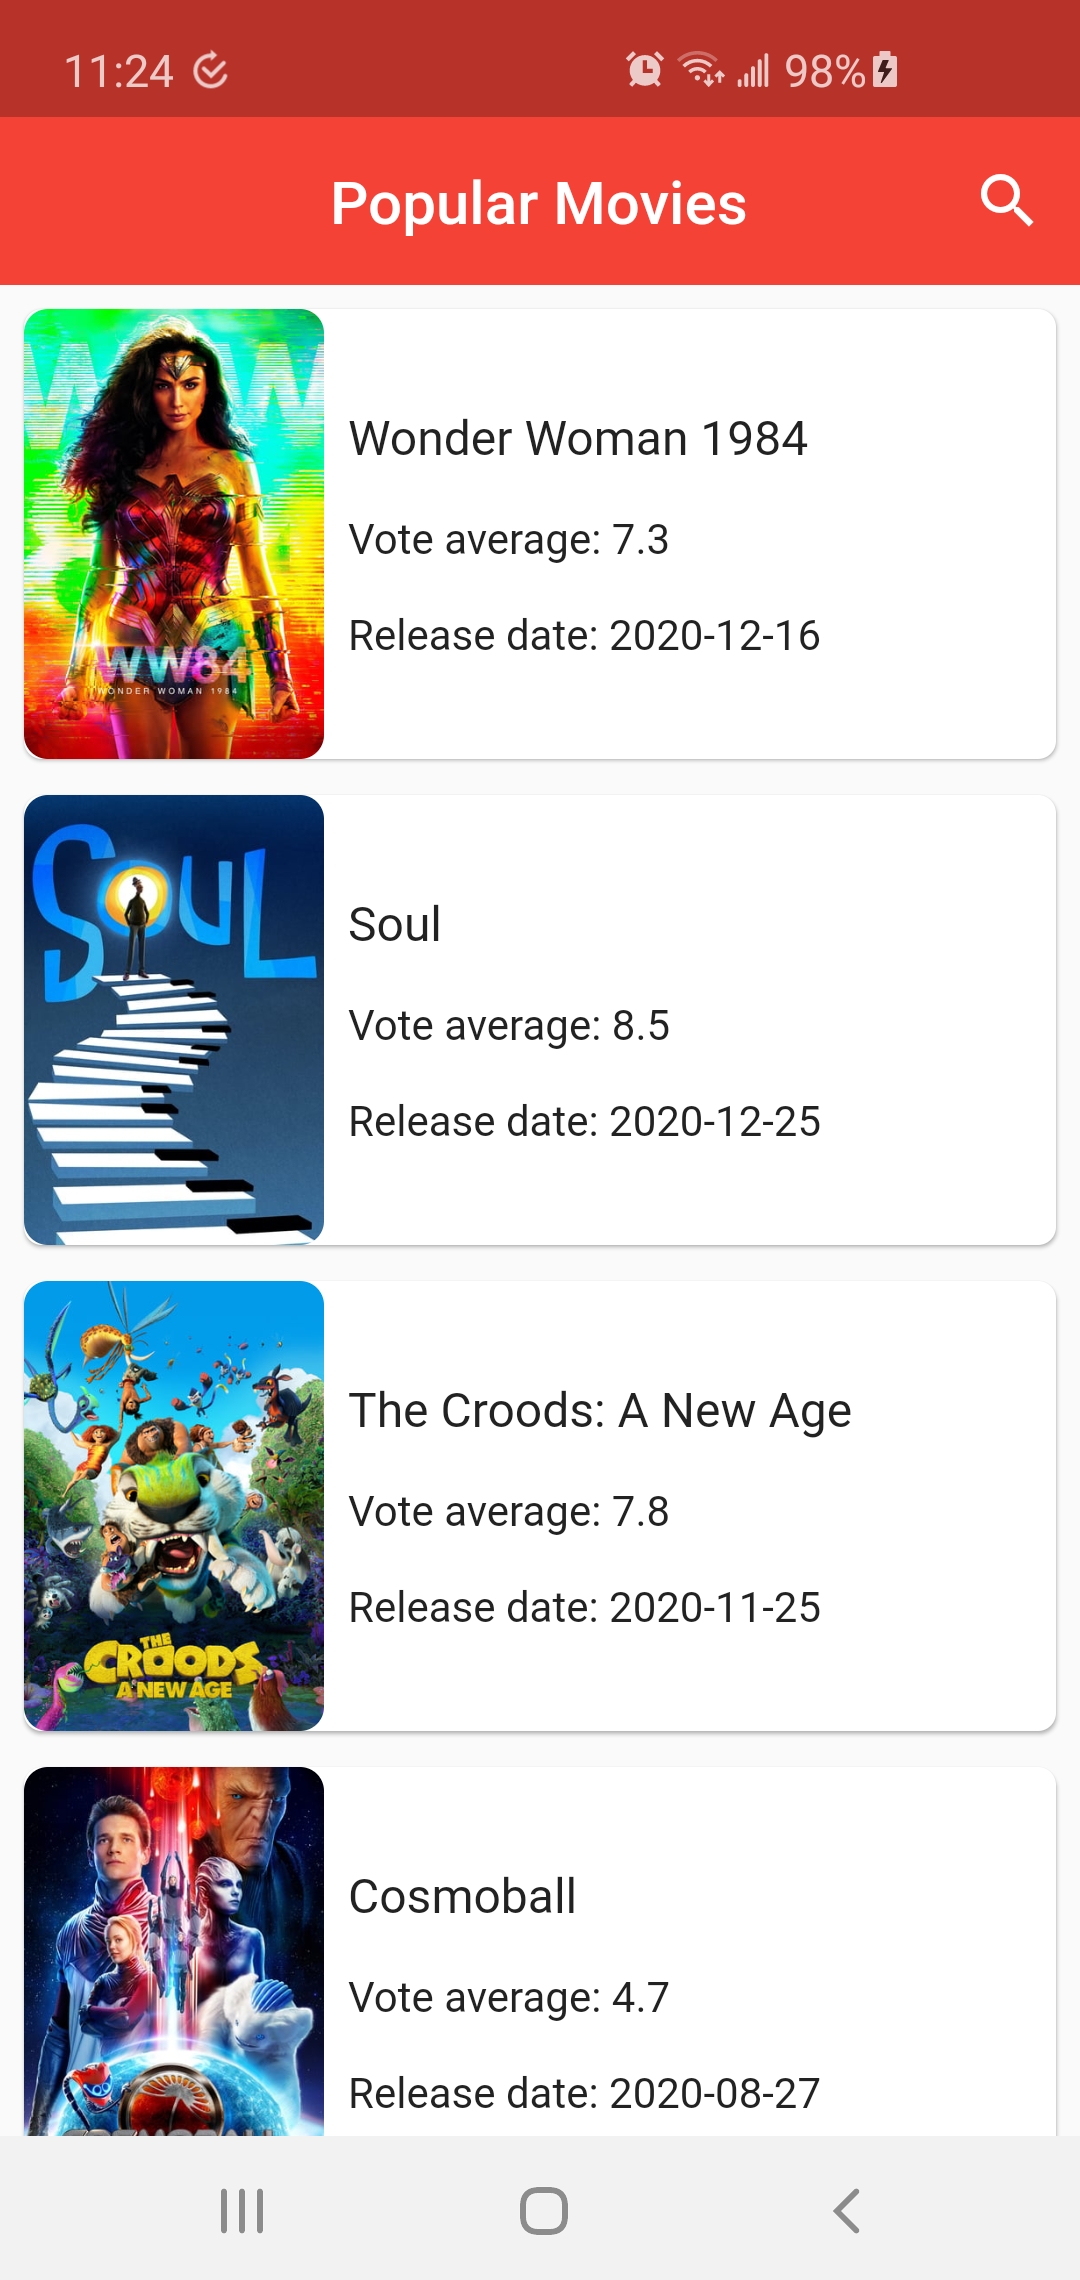 11:24 98%
Popular Movies
WW
WW84
WONDER WOMAN 1984
Wonder Woman 1984
Vote average: 7.3
Release date: 2020-12-16
SOUL
Soul
Vote average: 8.5
Release date: 2020-12-25
THE
CROODS
A NEW AGE
The Croods: A New Age
Vote average: 7.8
Release date: 2020-11-25
Cosmoball
Vote average: 4.7
Release date: 2020-08-27